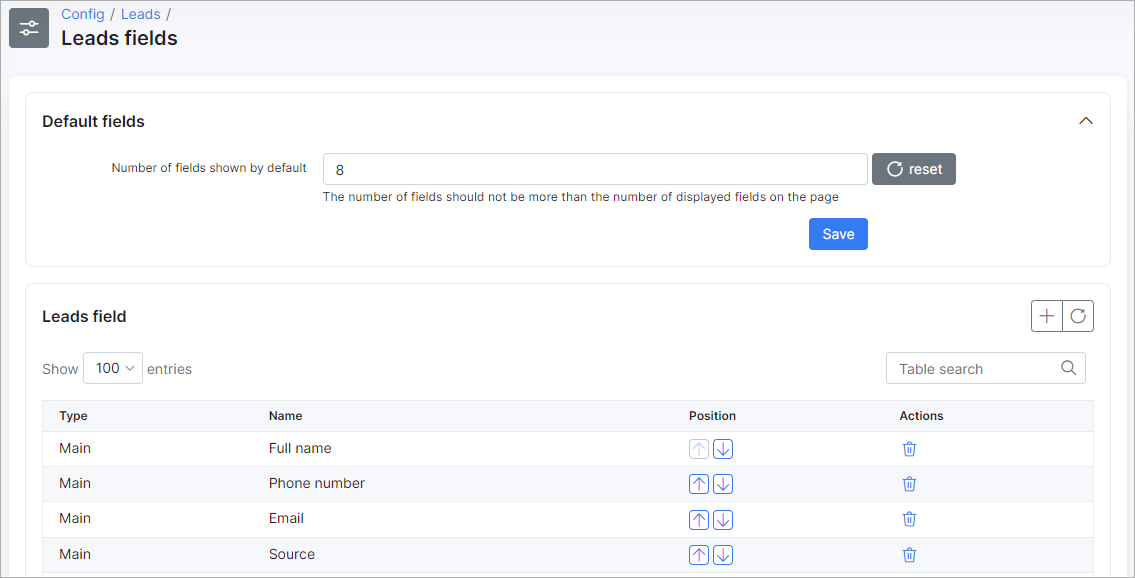 Config / Leads /
Leads fields
Default fields
Number of fields shown by default 8 reset
The number of fields should not be more than the number of displayed fields on the page
Save
Leads field
Show 100 entries Table search
Type Name Position Actions
Main Full name
Main Phone number
Main Email
Main Source